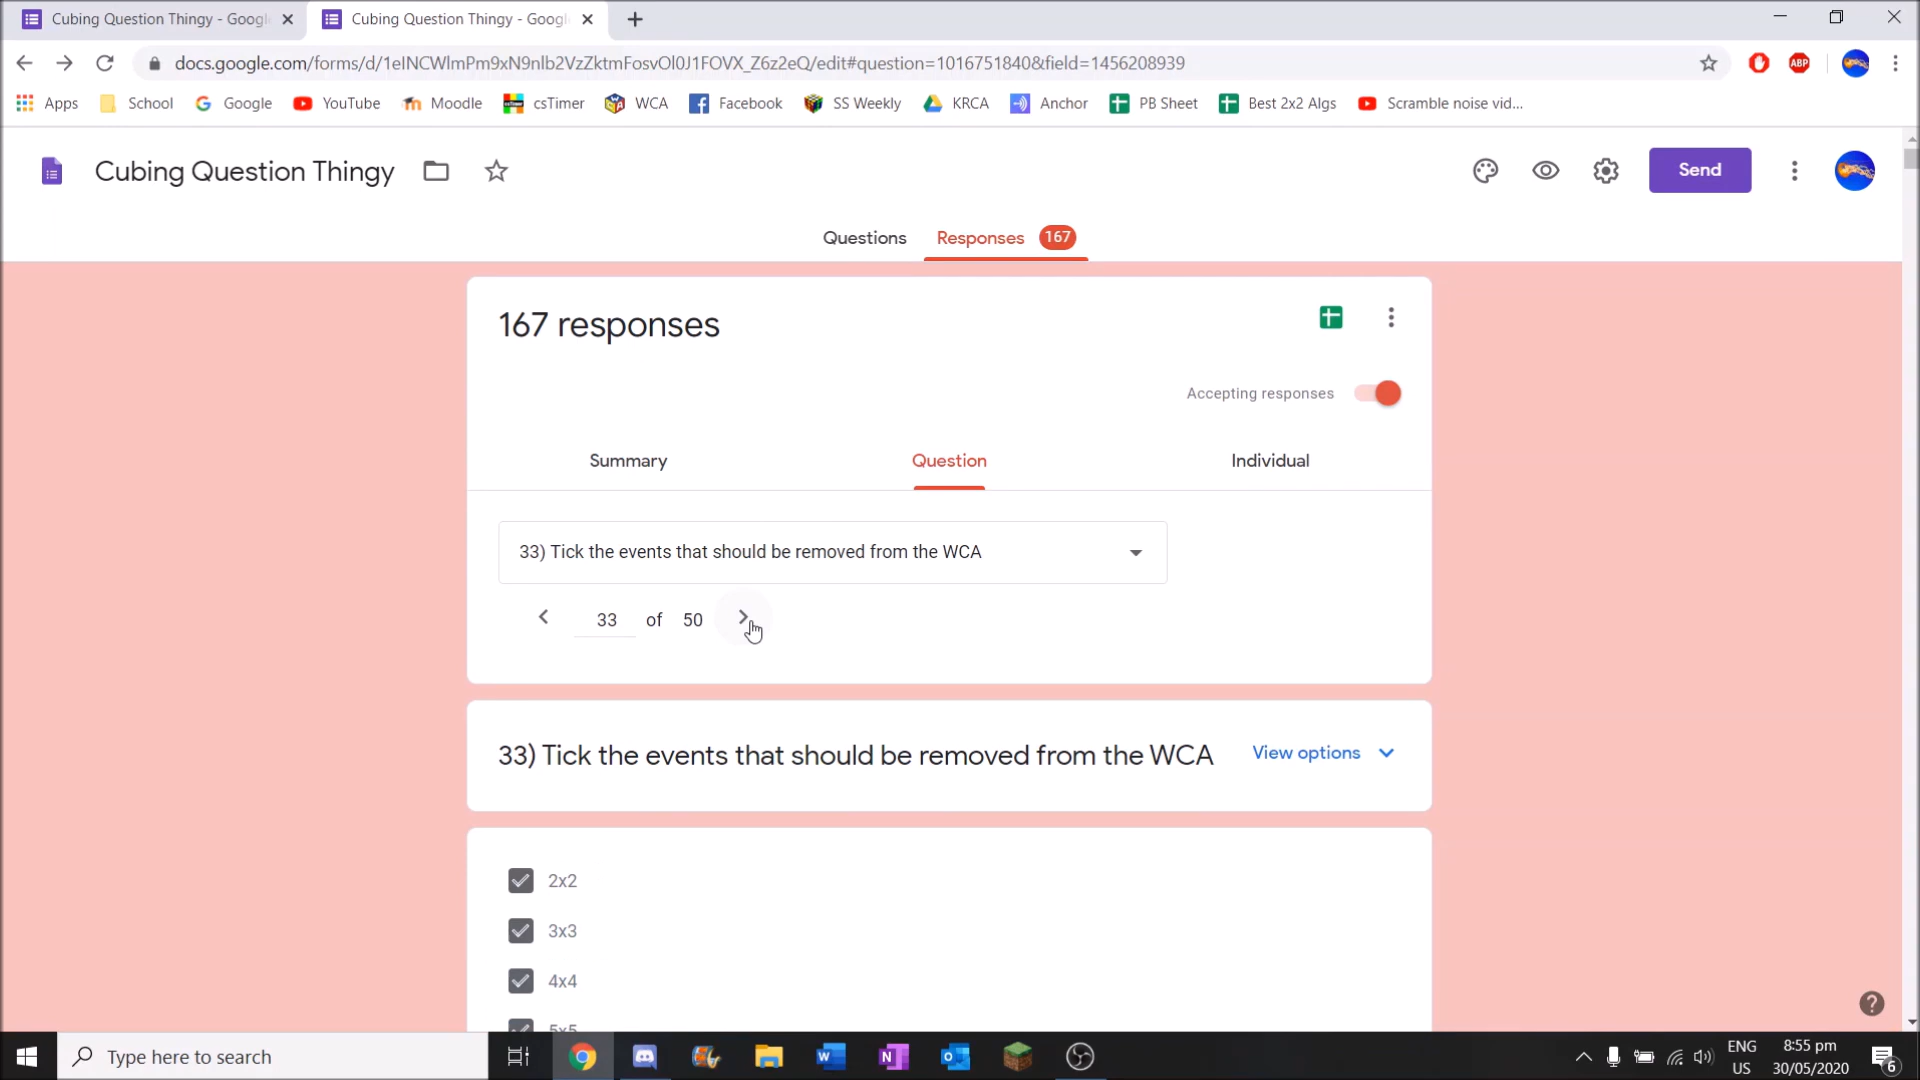 Cubing Question Thingy - Googl
Cubing Question Thingy - Googl
docs.google.com/forms/d/1eINCWlmPm9xN9nlb2VzZktmFosvOl0J1FOVX_Z6z2eQ/edit#question=1016751840&field=1456208939
ABP
Apps School Google YouTube Moodle csTimer WCA Facebook SS Weekly KRCA Anchor PB Sheet Best 2x2 Algs Scramble noise vid...
Cubing Question Thingy
Send
Questions Responses 167
167 responses
Accepting responses
Summary Question Individual
33) Tick the events that should be removed from the WCA
33 of 50
33) Tick the events that should be removed from the WCA
View options
2x2
3x3
4x4
5x5
Type here to search
ENG
US
8:55 pm
30/05/2020
6